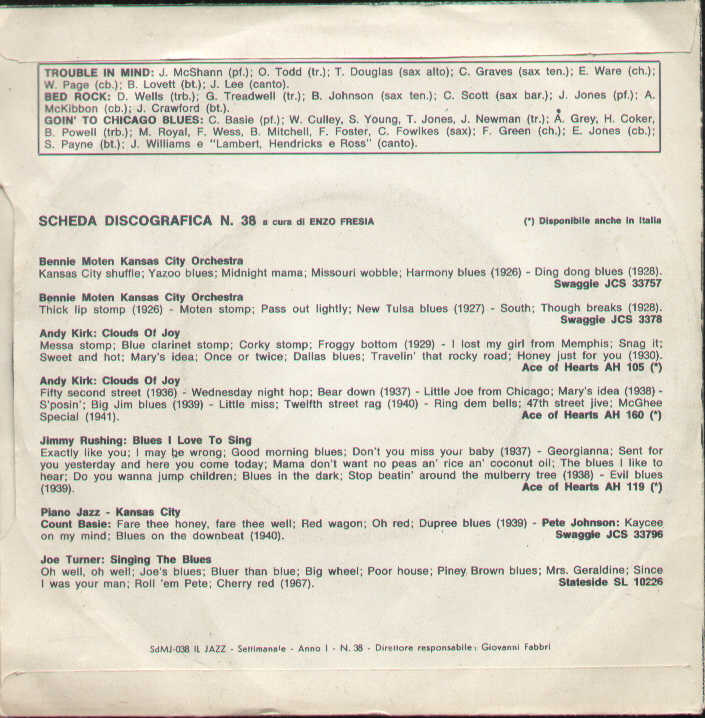 TROUBLE IN MIND: J. McShann (pf.); O. Todd (tr.); T. Douglas (sax alto); C. Graves (sax ten.); E. Ware (ch.);
W. Page (cb.); B. Lovett (bt.); J. Lee (canto).
BED ROCK: D. Wells (trb.); G. Treadwell (tr.); B. Johnson (sax ten.); C. Scott (sax bar.); J. Jones (pf.); A.
McKibbon (cb.); J. Crawford (bt.).
GOIN' TO CHICAGO BLUES: C. Basie (pf.); W. Culley, S. Young, T. Jones, J. Newman (tr.); A. Grey, H. Coker,
B. Powell (trb.); M. Royal, F. Wess, B. Mitchell, F. Foster, C. Fowlkes (sax); F. Green (ch.); E. Jones (cb.);
S. Payne (bt.); J. Williams e "Lambert, Hendricks e Ross" (canto).
SCHEDA DISCOGRAFICA N. 38 a cura di ENZO FRESIA (*) Disponibile anche in Italia
Bennie Moten Kansas City Orchestra
Kansas City shuffle; Yazoo blues; Midnight mama; Missouri wobble; Harmony blues (1926) - Ding dong blues (1928).
Swaggie JCS 33757
Bennie Moten Kansas City Orchestra
Thick lip stomp (1926) - Moten stomp; Pass out lightly; New Tulsa blues (1927) - South; Though breaks (1928).
Swaggie JCS 3378
Andy Kirk: Clouds Of Joy
Messa stomp; Blue clarinet stomp; Corky stomp; Froggy bottom (1929) - I lost my girl from Memphis; Snag it;
Sweet and hot; Mary's idea; Once or twice; Dallas blues; Travelin' that rocky road; Honey just for you (1930).
Ace of Hearts AH 105 (*)
Andy Kirk: Clouds Of Joy
Fifty second street (1936) - Wednesday night hop; Bear down (1937) - Little Joe from Chicago; Mary's idea (1938) -
S'posin'; Big Jim blues (1939) - Little miss; Twelfth street rag (1940) - Ring dem bells; 47th street jive; McGhee
Special (1941). Ace of Hearts AH 160 (*)
Jimmy Rushing: Blues I Love To Sing
Exactly like you; I may be wrong; Good morning blues; Don't you miss your baby (1937) - Georgianna; Sent for
you yesterday and here you come today; Mama don't want no peas an' rice an' coconut oil; The blues I like to
hear; Do you wanna jump children; Blues in the dark; Stop beatin' around the mulberry tree (1938) - Evil blues
(1939). Ace of Hearts AH 119 (*)
Piano Jazz - Kansas City
Count Basie: Fare thee honey, fare thee well; Red wagon; Oh red; Dupree blues (1939) - Pete Johnson: Kaycee
on my mind; Blues on the downbeat (1940). Swaggie JCS 33796
Joe Turner: Singing The Blues
Oh well, oh well; Joe's blues; Bluer than blue; Big wheel; Poor house; Piney Brown blues; Mrs. Geraldine; Since
I was your man; Roll 'em Pete; Cherry red (1967). Stateside SL 10226
SdMJ-038 IL JAZZ - Settimanale - Anno I - N. 38 - Direttore responsabile: Giovanni Fabbri